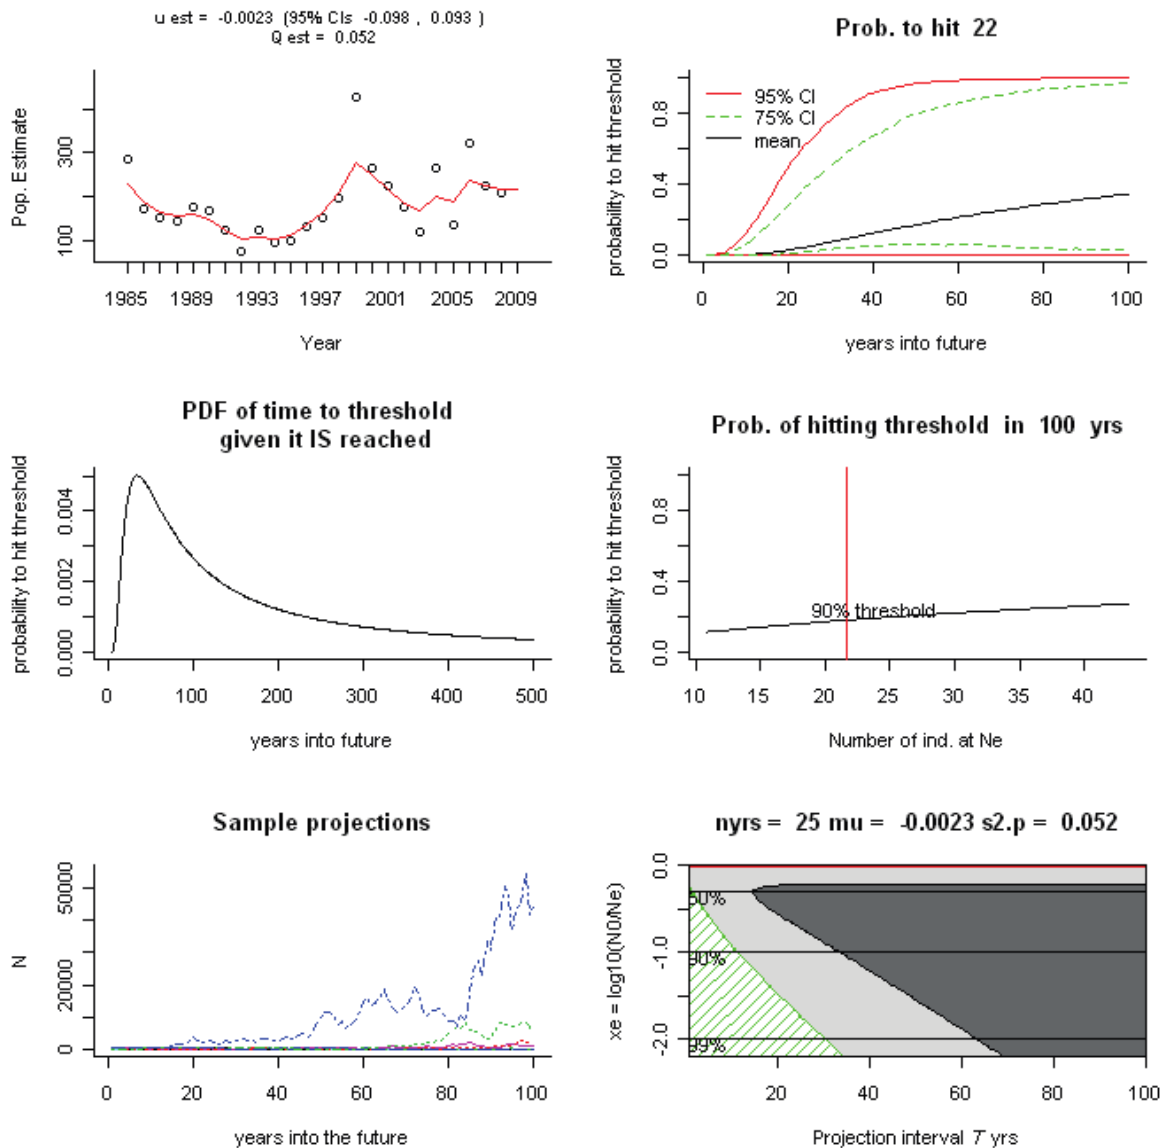 u est = -0.0023 (95% CIs -0.098 , 0.093 )
Q est = 0.052
Pop. Estimate
300
100
1985 1989 1993 1997 2001 2005 2009
Year
Prob. to hit 22
probability to hit threshold
0.8
0.4
0.0
95% CI
75% CI
mean
0 20 40 60 80 100
years into future
PDF of time to threshold
given it IS reached
probability to hit threshold
0.004
0.002
0.000
0 100 200 300 400 500
years into future
Prob. of hitting threshold in 100 yrs
probability to hit threshold
0.8
0.4
0.0
90% threshold
10 15 20 25 30 35 40
Number of ind. at Ne
Sample projections
N
50000
20000
0
0 20 40 60 80 100
years into the future
nyrs = 25 mu = -0.0023 s2.p = 0.052
xe = log10(N0/Ne)
0.0
-1.0
-2.0
50%
90%
99%
20 40 60 80 100
Projection interval T yrs